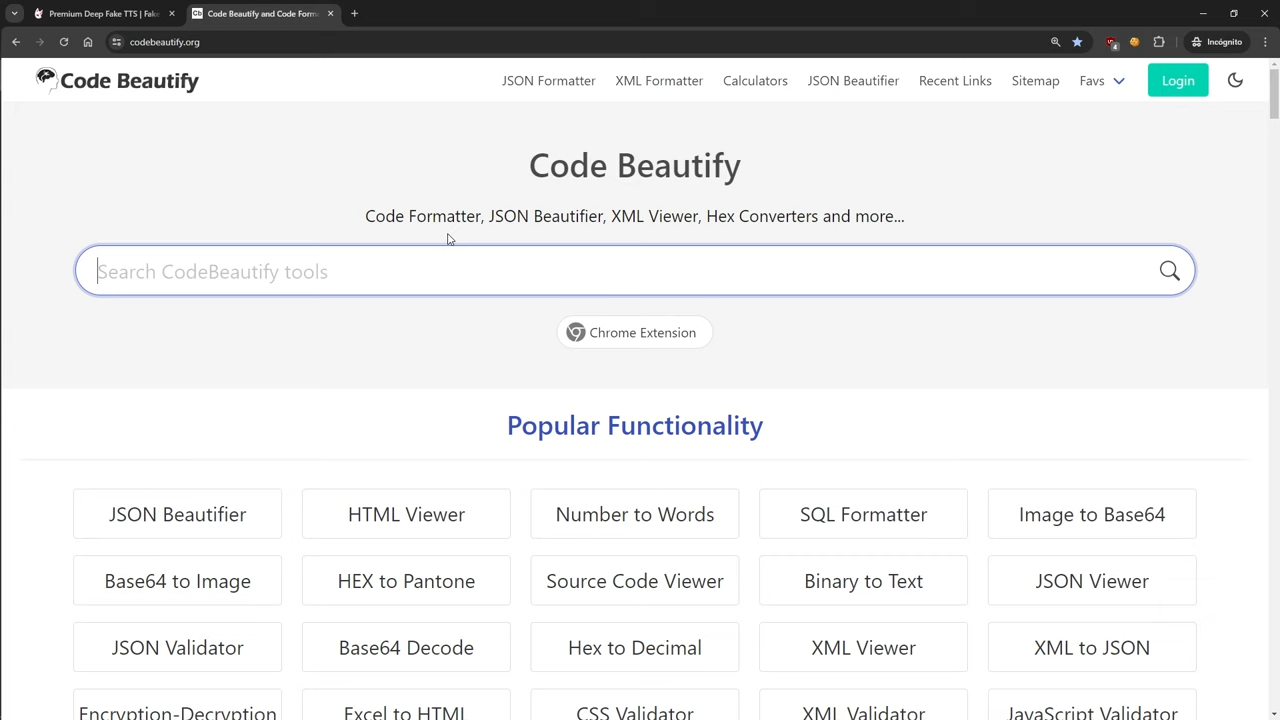 Premium Deep Fake TTS | Fake
Code Beautify and Code Form
codebeautify.org
4
Incógnito
Code Beautify
JSON Formatter
XML Formatter
Calculators
JSON Beautifier
Recent Links
Sitemap
Favs
Login
Code Beautify
Code Formatter, JSON Beautifier, XML Viewer, Hex Converters and more...
Search CodeBeautify tools
Chrome Extension
Popular Functionality
JSON Beautifier
HTML Viewer
Number to Words
SQL Formatter
Image to Base64
Base64 to Image
HEX to Pantone
Source Code Viewer
Binary to Text
JSON Viewer
JSON Validator
Base64 Decode
Hex to Decimal
XML Viewer
XML to JSON
Encryption-Decryption
Excel to HTML
CSS Validator
XML Validator
JavaScript Validator